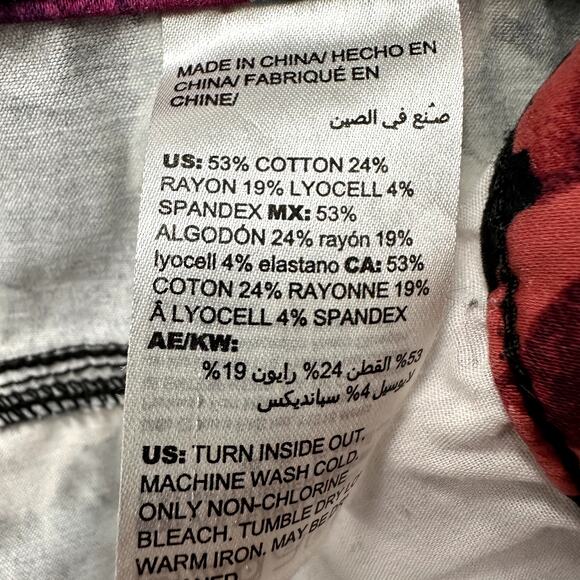 MADE IN CHINA/ HECHO EN
CHINA/ FABRIQUÉ EN
CHINE/
صنع في الصين
US: 53% COTTON 24%
RAYON 19% LYOCELL 4%
SPANDEX MX: 53%
ALGODÓN 24% rayón 19%
lyocell 4% elastano CA: 53%
COTON 24% RAYONNE 19%
Â LYOCELL 4% SPANDEX
AE/KW:
53% القطن 24% رايون 19%
لايوسيل 4% سبانديكس
US: TURN INSIDE OUT.
MACHINE WASH COLD.
ONLY NON-CHLORINE
BLEACH. TUMBLE DRY
WARM IRON. MAY BE